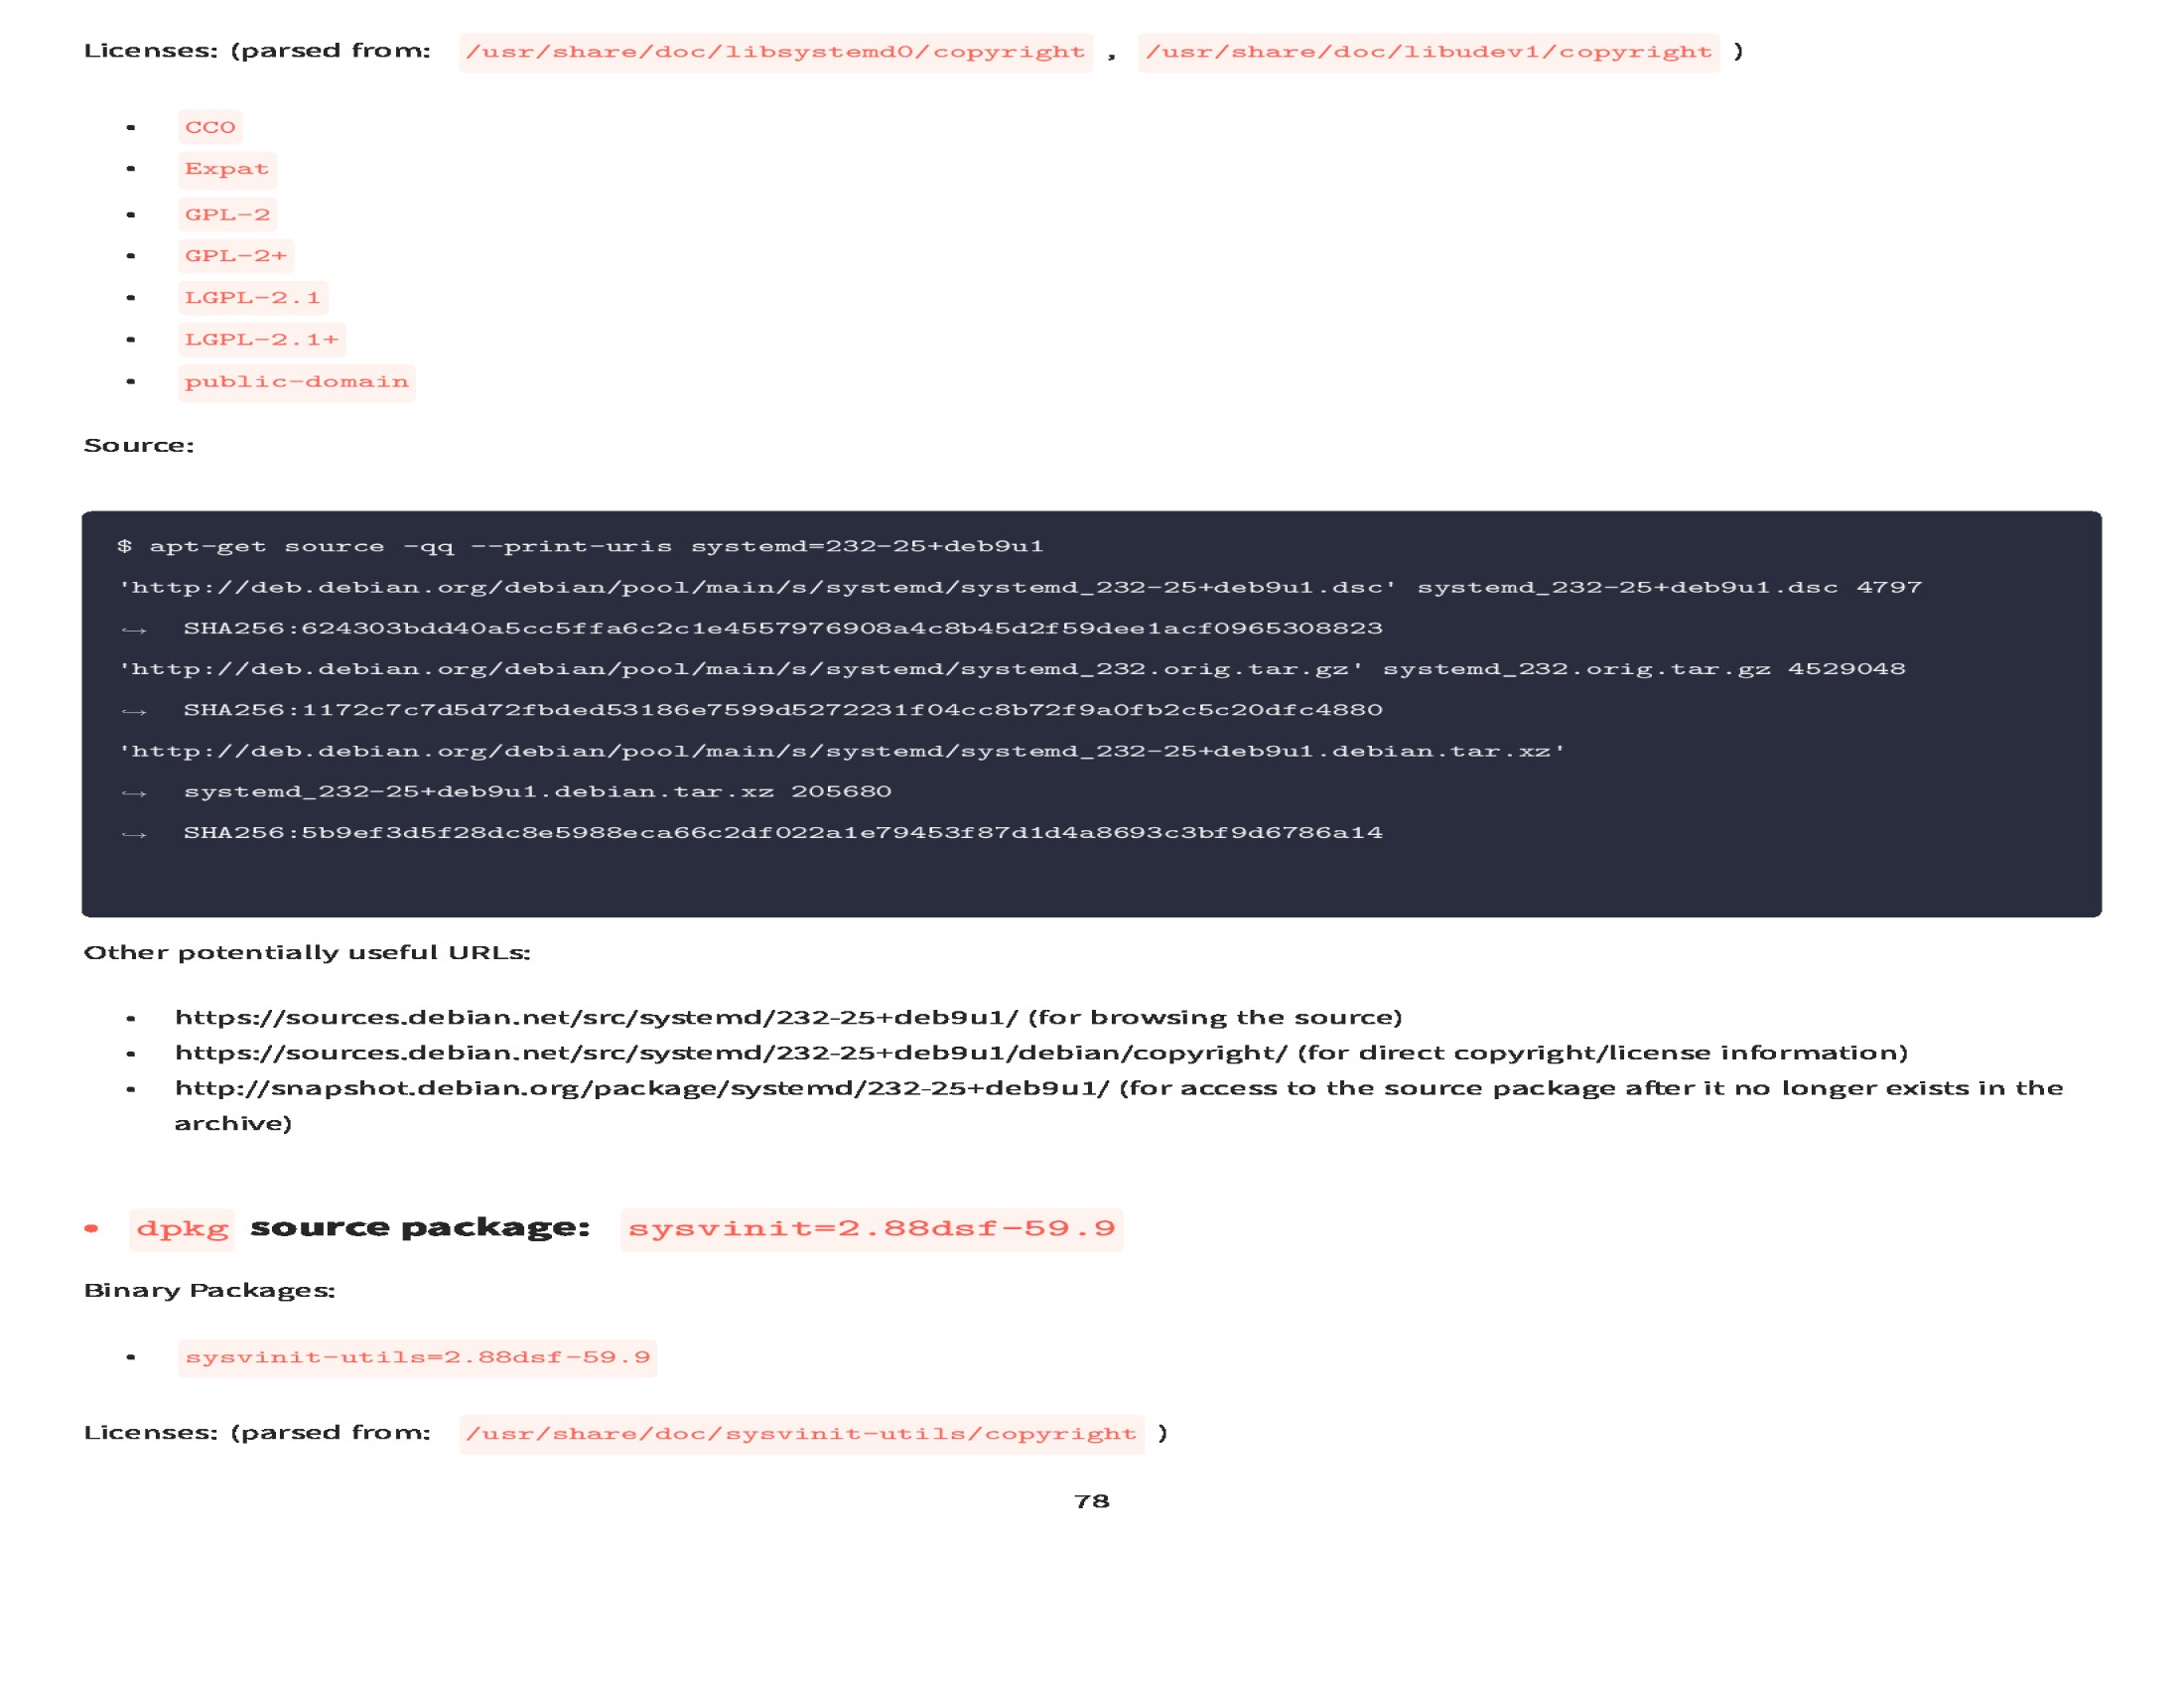 Licenses: (parsed from: /usr/share/doc/libsystemd0/copyright , /usr/share/doc/libudev1/copyright )
• CC0
• Expat
• GPL-2
• GPL-2+
• LGPL-2.1
• LGPL-2.1+
• public-domain
Source:
$ apt-get source -qq --print-uris systemd=232-25+deb9u1
'http://deb.debian.org/debian/pool/main/s/systemd/systemd_232-25+deb9u1.dsc' systemd_232-25+deb9u1.dsc 4797
↪ SHA256:624303bdd40a5cc5ffa6c2c1e4557976908a4c8b45d2f59dee1acf0965308823
'http://deb.debian.org/debian/pool/main/s/systemd/systemd_232.orig.tar.gz' systemd_232.orig.tar.gz 4529048
↪ SHA256:1172c7c7d5d72fbded53186e7599d5272231f04cc8b72f9a0fb2c5c20dfc4880
'http://deb.debian.org/debian/pool/main/s/systemd/systemd_232-25+deb9u1.debian.tar.xz'
↪ systemd_232-25+deb9u1.debian.tar.xz 205680
↪ SHA256:5b9ef3d5f28dc8e5988eca66c2df022a1e79453f87d1d4a8693c3bf9d6786a14
Other potentially useful URLs:
• https://sources.debian.net/src/systemd/232-25+deb9u1/ (for browsing the source)
• https://sources.debian.net/src/systemd/232-25+deb9u1/debian/copyright/ (for direct copyright/license information)
• http://snapshot.debian.org/package/systemd/232-25+deb9u1/ (for access to the source package after it no longer exists in the
archive)
• dpkg source package: sysvinit=2.88dsf-59.9
Binary Packages:
• sysvinit-utils=2.88dsf-59.9
Licenses: (parsed from: /usr/share/doc/sysvinit-utils/copyright )
78